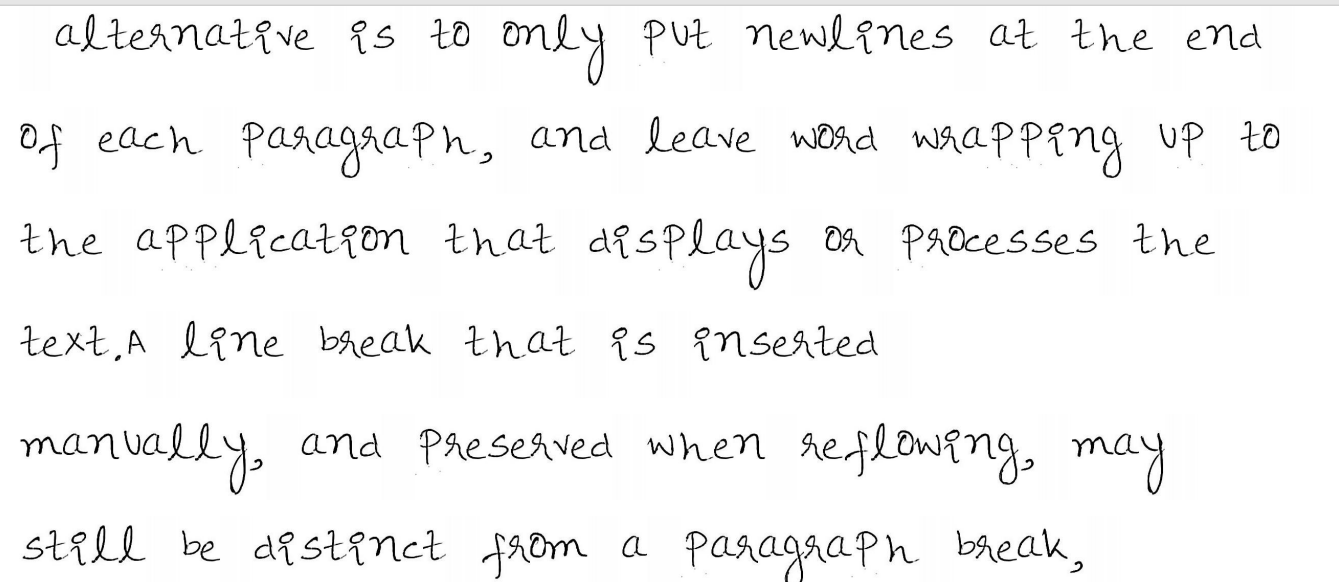 alternative is to only put newlines at the end
of each paragraph, and leave word wrapping up to
the application that displays or processes the
text.A line break that is inserted
manually, and preserved when reflowing, may
still be distinct from a paragraph break,